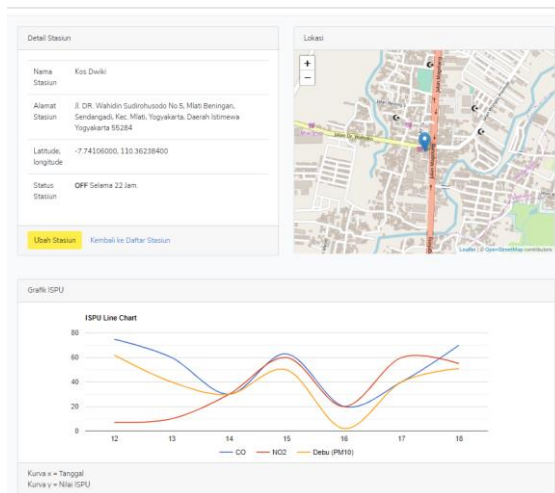 Detail Stasiun
Nama Stasiun
Kos Dwiki
Alamat Stasiun
Jl. DR. Wahidin Sudirohusodo No 5, Mlati Beningan,
Sendangadi, Kec. Mlati, Yogyakarta, Daerah Istimewa
Yogyakarta 55284
Latitude, longitude
-7.74106000, 110.36238400
Status Stasiun
OFF Selama 22 Jam.
Ubah Stasiun
Kembali ke Daftar Stasiun
Lokasi
+
−
Leaflet | © OpenStreetMap contributors
Grafik ISPU
ISPU Line Chart
80
60
40
20
0
12 13 14 15 16 17 18
CO NO2 Debu (PM10)
Kurva x = Tanggal
Kurva y = Nilai ISPU